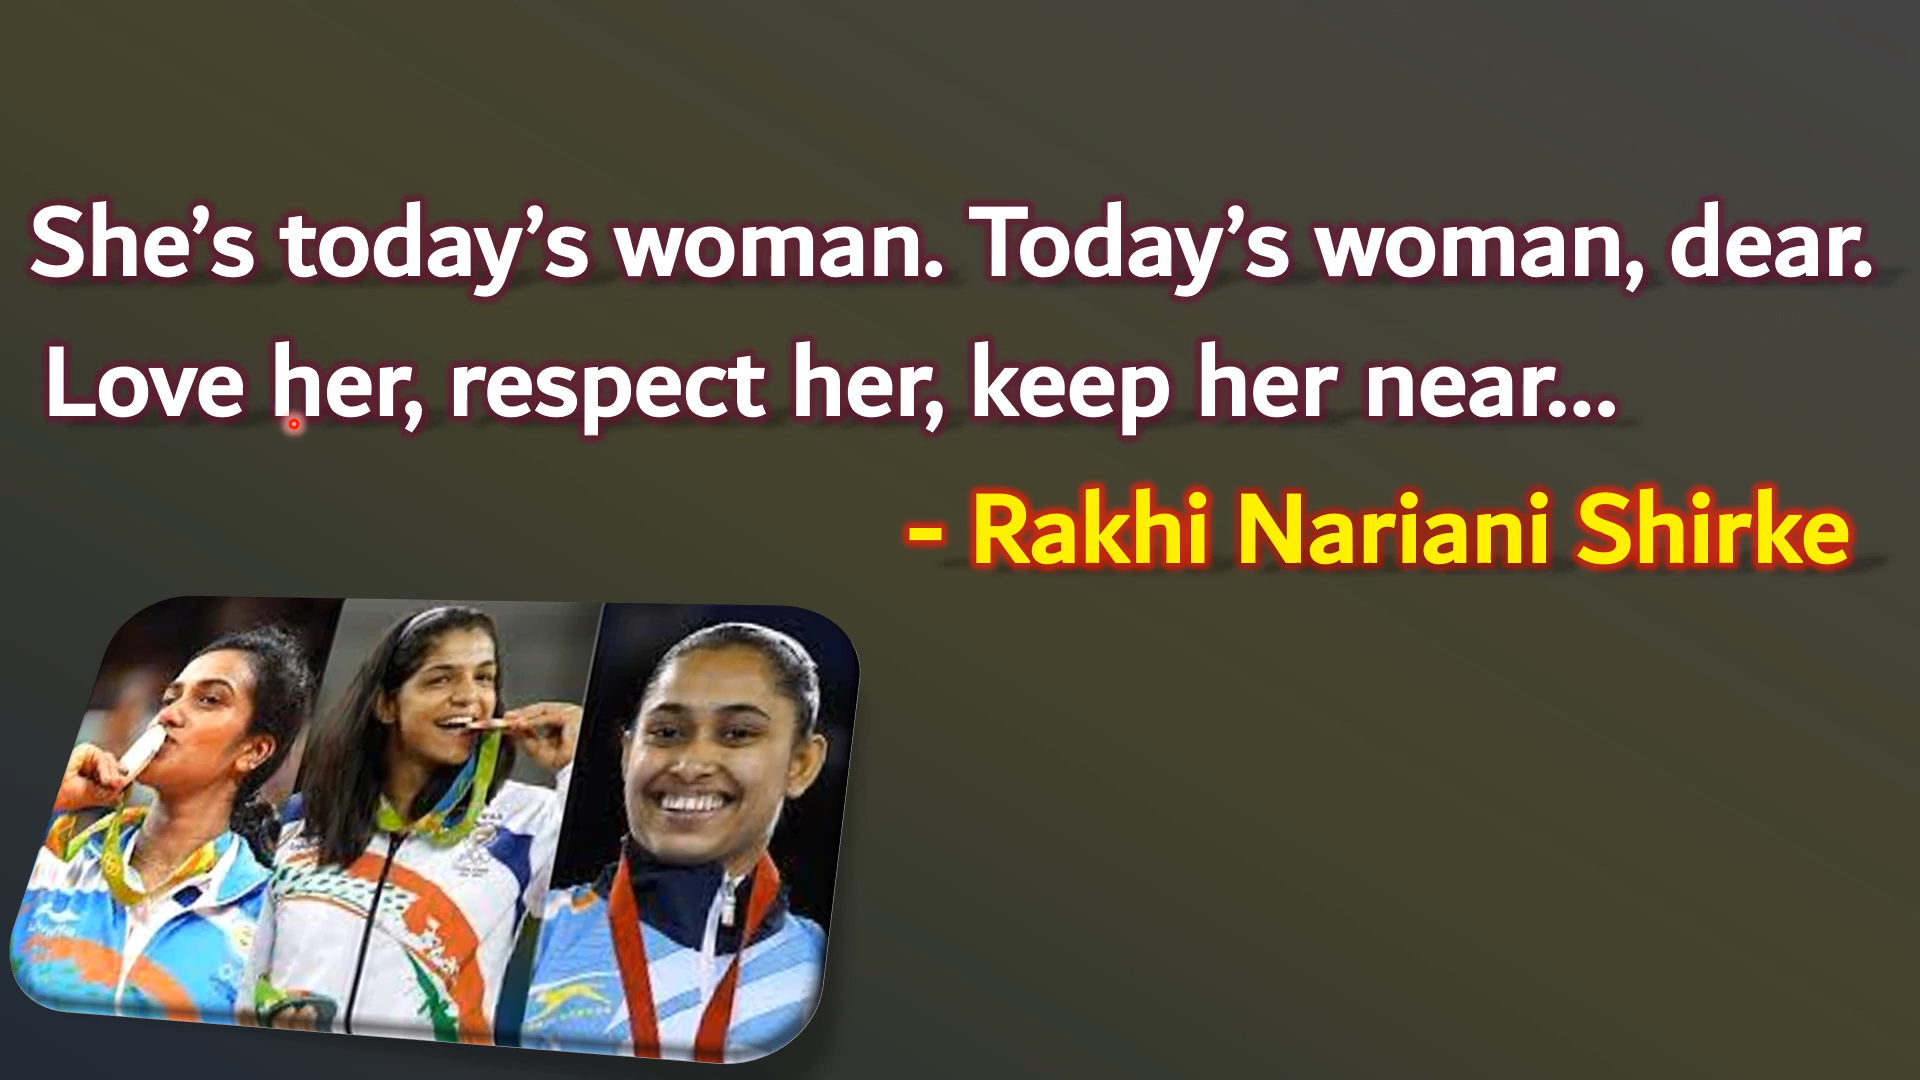 She’s today’s woman. Today’s woman, dear.
Love her, respect her, keep her near...
- Rakhi Nariani Shirke